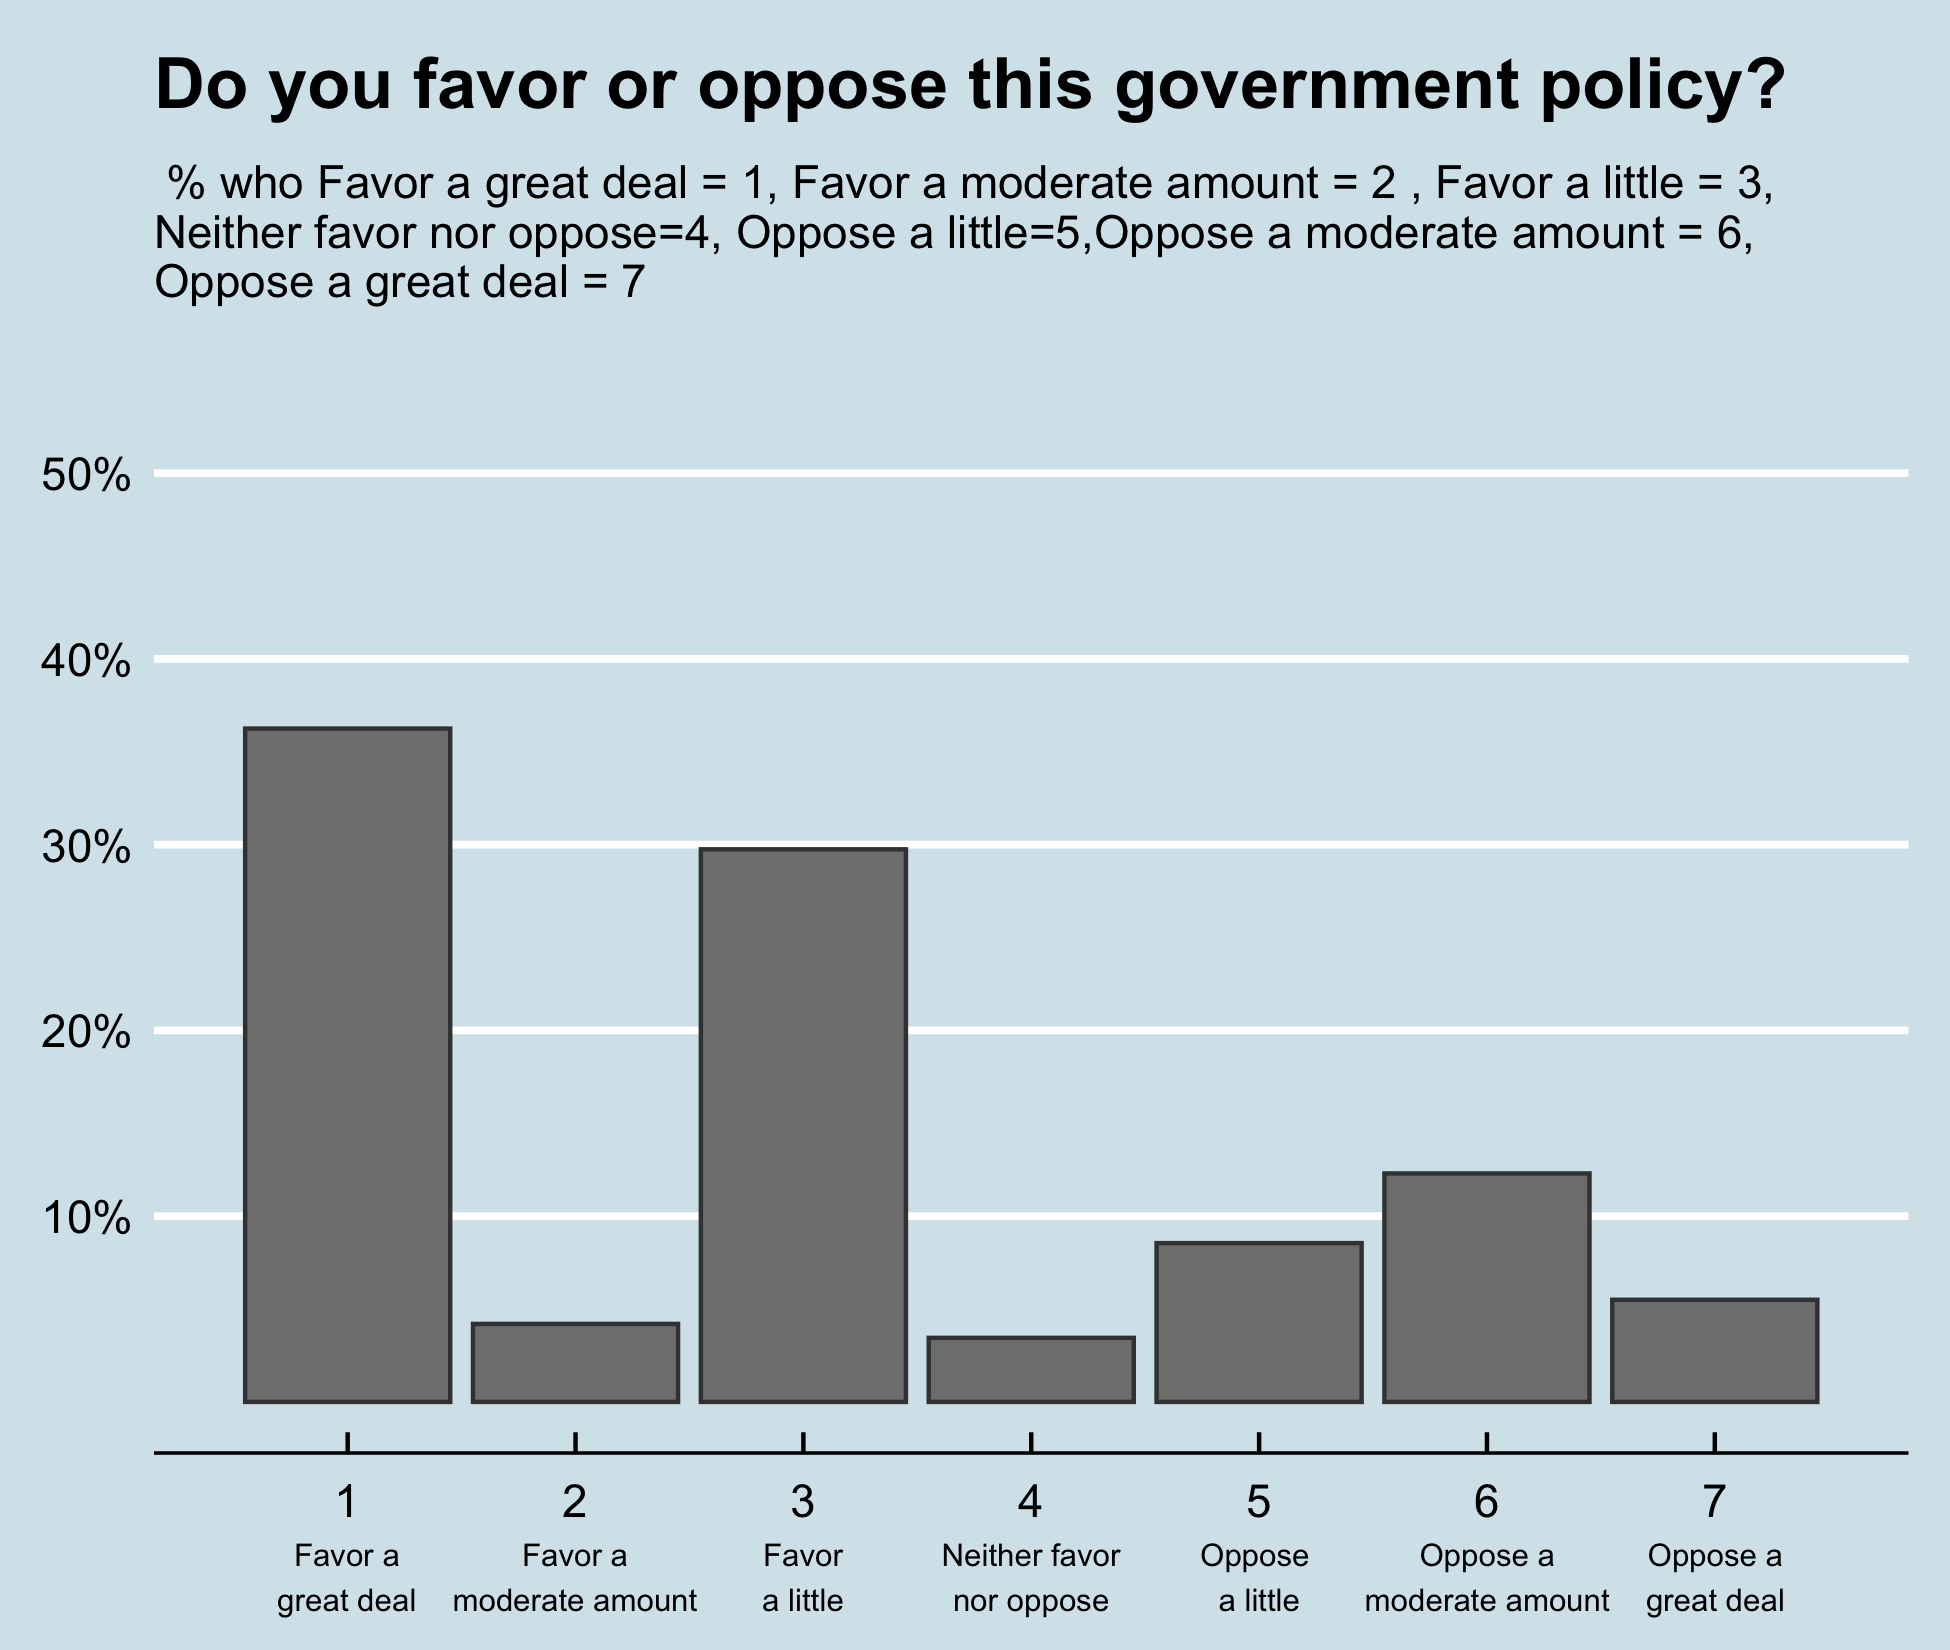 Do you favor or oppose this government policy?
% who Favor a great deal = 1, Favor a moderate amount = 2 , Favor a little = 3,
Neither favor nor oppose=4, Oppose a little=5,Oppose a moderate amount = 6,
Oppose a great deal = 7
50%
40%
30%
20%
10%
1 2 3 4 5 6 7
Favor a Favor a Favor Neither favor Oppose Oppose a Oppose a
great deal moderate amount a little nor oppose a little moderate amount great deal